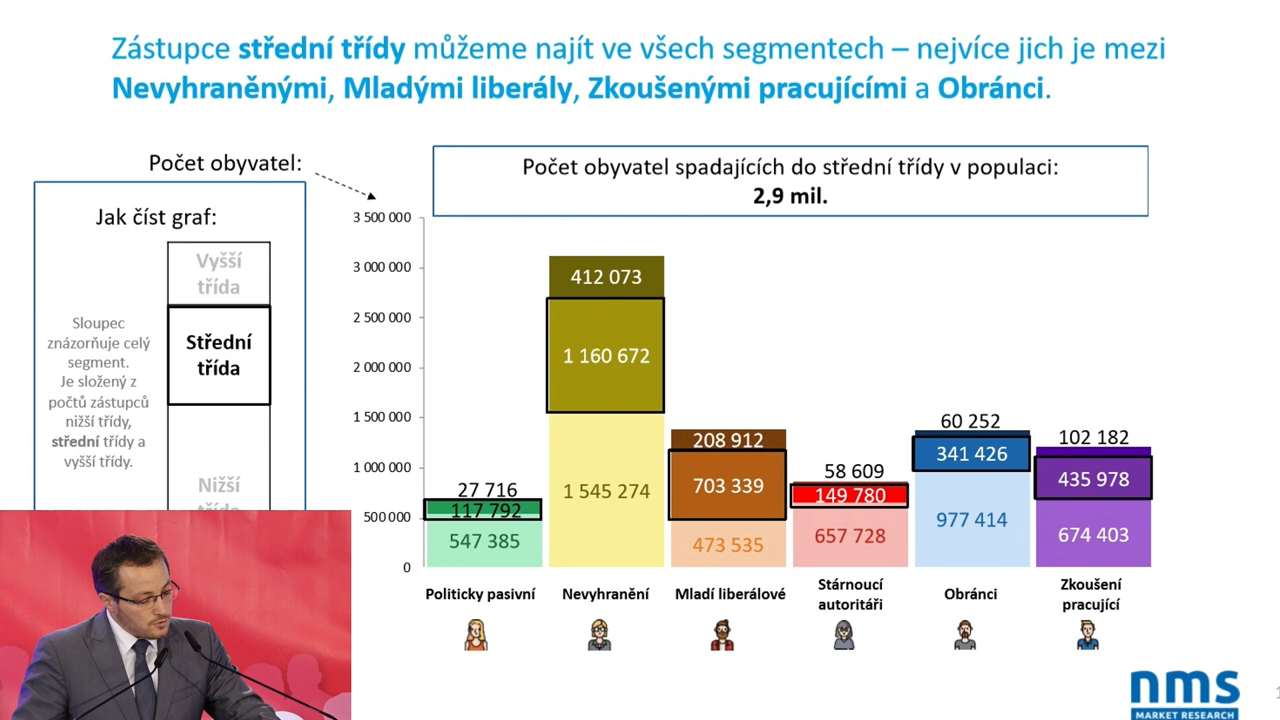 Zástupce střední třídy můžeme najít ve všech segmentech – nejvíce jich je mezi
Nevyhraněnými, Mladými liberály, Zkoušenými pracujícími a Obránci.
Počet obyvatel:
Počet obyvatel spadajících do střední třídy v populaci:
2,9 mil.
Jak číst graf:
Vyšší
třída
Střední
třída
Nižší
třída
Sloupec
znázorňuje celý
segment.
Je složený z
počtů zástupců
nižší třídy,
střední třídy a
vyšší třídy.
3 500 000
3 000 000
2 500 000
2 000 000
1 500 000
1 000 000
500 000
0
27 716
117 792
547 385
412 073
1 160 672
1 545 274
208 912
703 339
473 535
58 609
149 780
657 728
60 252
341 426
977 414
102 182
435 978
674 403
Politicky pasivní
Nevyhranění
Mladí liberálové
Stárnoucí
autoritáři
Obránci
Zkoušení
pracující
nms
MARKET RESEARCH